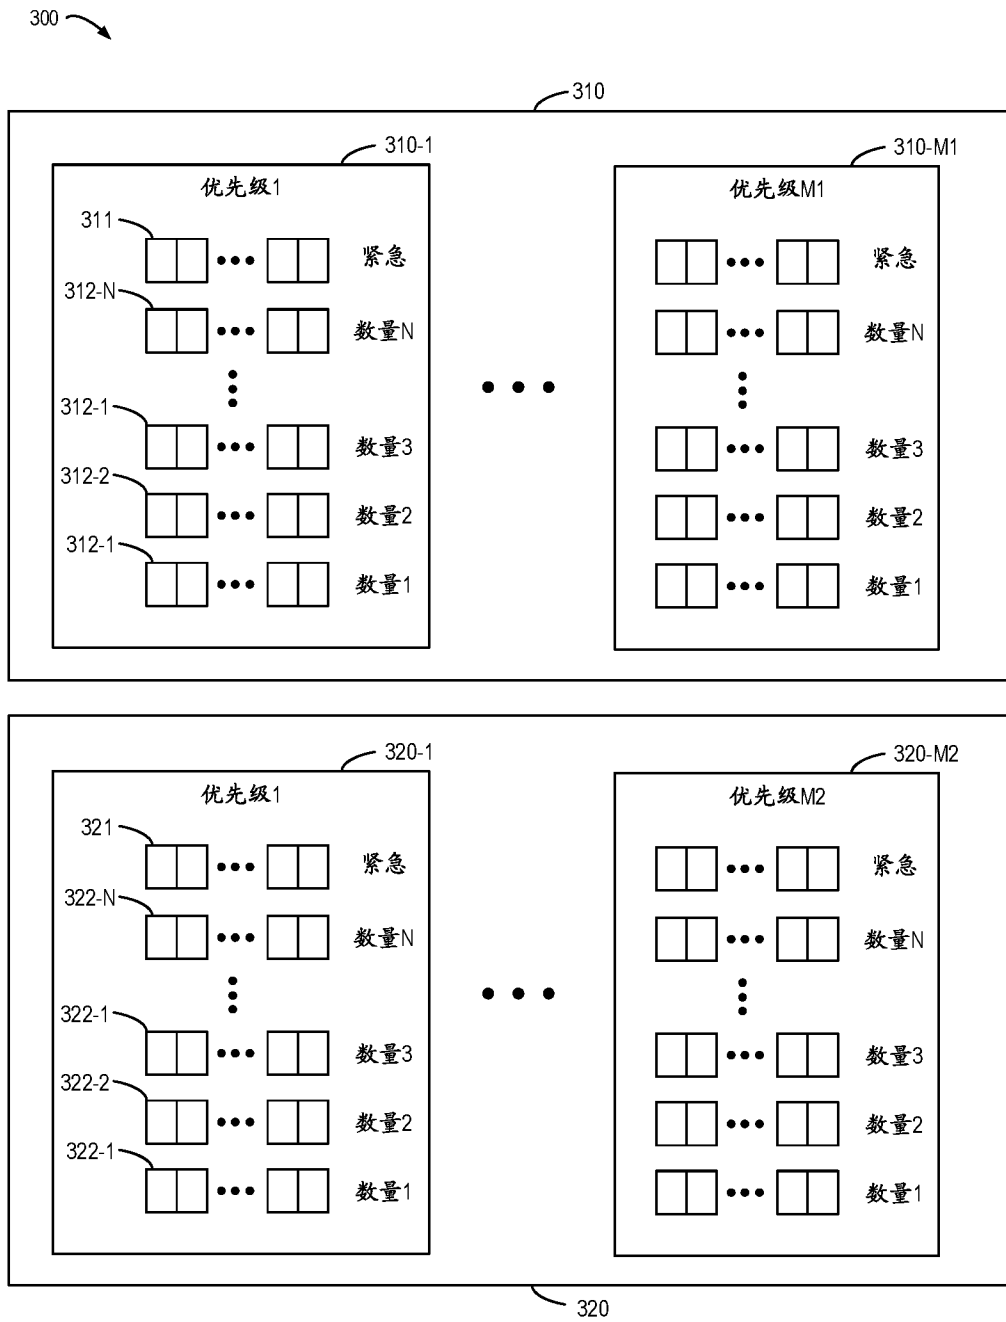 300
310
310-1
310-M1
优先级1
优先级M1
311
紧急
紧急
312-N
数量N
数量N
312-1
数量3
数量3
312-2
数量2
数量2
312-1
数量1
数量1
320-1
320-M2
优先级1
优先级M2
321
紧急
紧急
322-N
数量N
数量N
322-1
数量3
数量3
322-2
数量2
数量2
322-1
数量1
数量1
320